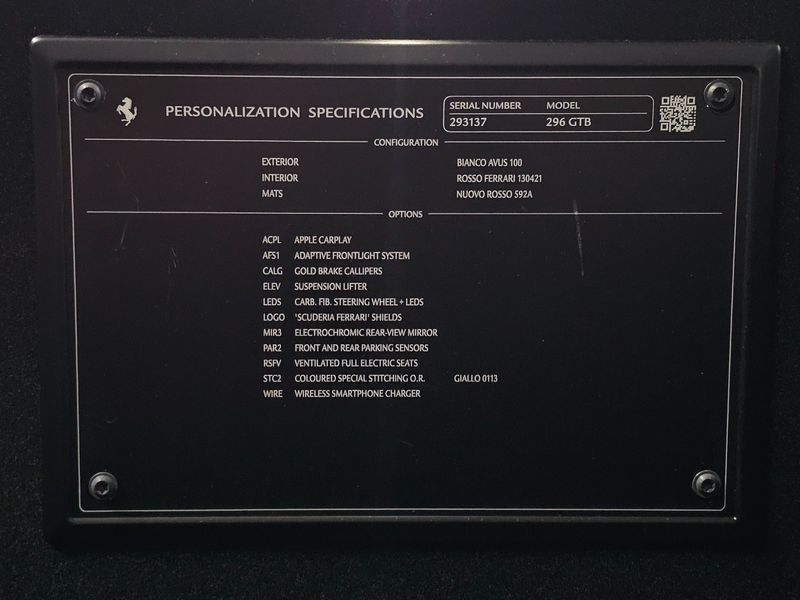 PERSONALIZATION SPECIFICATIONS
SERIAL NUMBER MODEL
293137 296 GTB
CONFIGURATION
EXTERIOR BIANCO AVUS 100
INTERIOR ROSSO FERRARI 130421
MATS NUOVO ROSSO 592A
OPTIONS
ACPL APPLE CARPLAY
AFS1 ADAPTIVE FRONTLIGHT SYSTEM
CALG GOLD BRAKE CALLIPERS
ELEV SUSPENSION LIFTER
LEDS CARB. FIB. STEERING WHEEL + LEDS
LOGO 'SCUDERIA FERRARI' SHIELDS
MIR3 ELECTROCHROMIC REAR-VIEW MIRROR
PAR2 FRONT AND REAR PARKING SENSORS
RSFV VENTILATED FULL ELECTRIC SEATS
STC2 COLOURED SPECIAL STITCHING O.R. GIALLO 0113
WIRE WIRELESS SMARTPHONE CHARGER